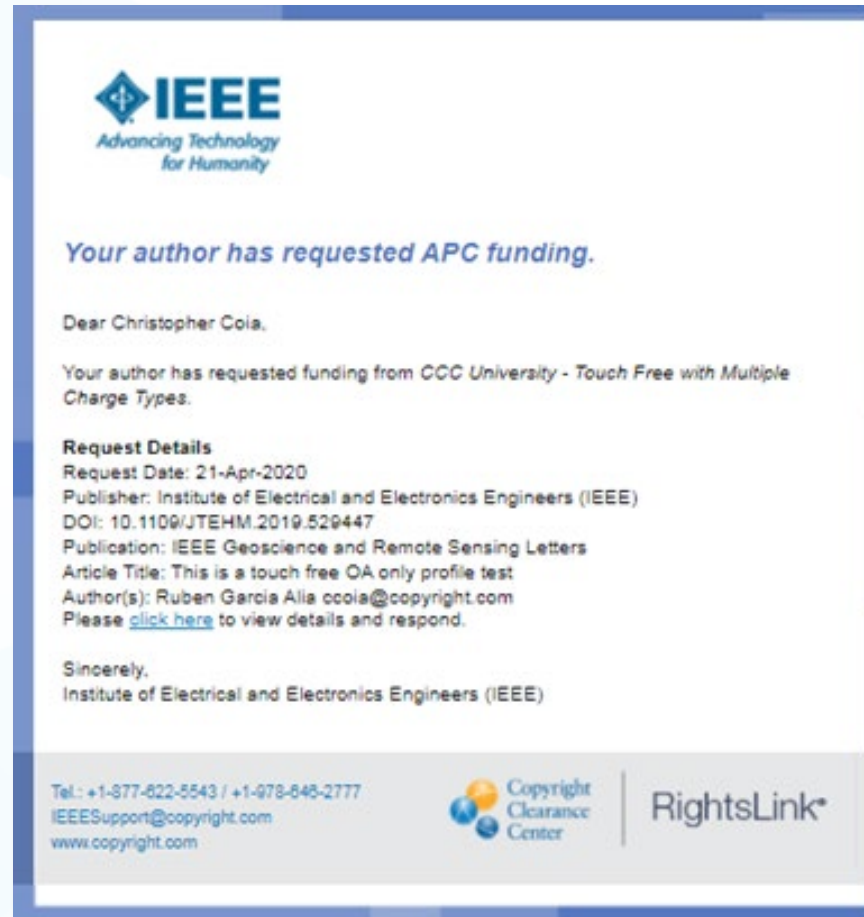 IEEE
Advancing Technology
for Humanity
Your author has requested APC funding.
Dear Christopher Coia,
Your author has requested funding from CCC University - Touch Free with Multiple
Charge Types.
Request Details
Request Date: 21-Apr-2020
Publisher: Institute of Electrical and Electronics Engineers (IEEE)
DOI: 10.1109/JTEHM.2019.529447
Publication: IEEE Geoscience and Remote Sensing Letters
Article Title: This is a touch free OA only profile test
Author(s): Ruben Garcia Alia ccoia@copyright.com
Please click here to view details and respond.
Sincerely,
Institute of Electrical and Electronics Engineers (IEEE)
Tel.: +1-877-622-5543 / +1-978-646-2777
IEEESupport@copyright.com
www.copyright.com
Copyright
Clearance
Center
RightsLink